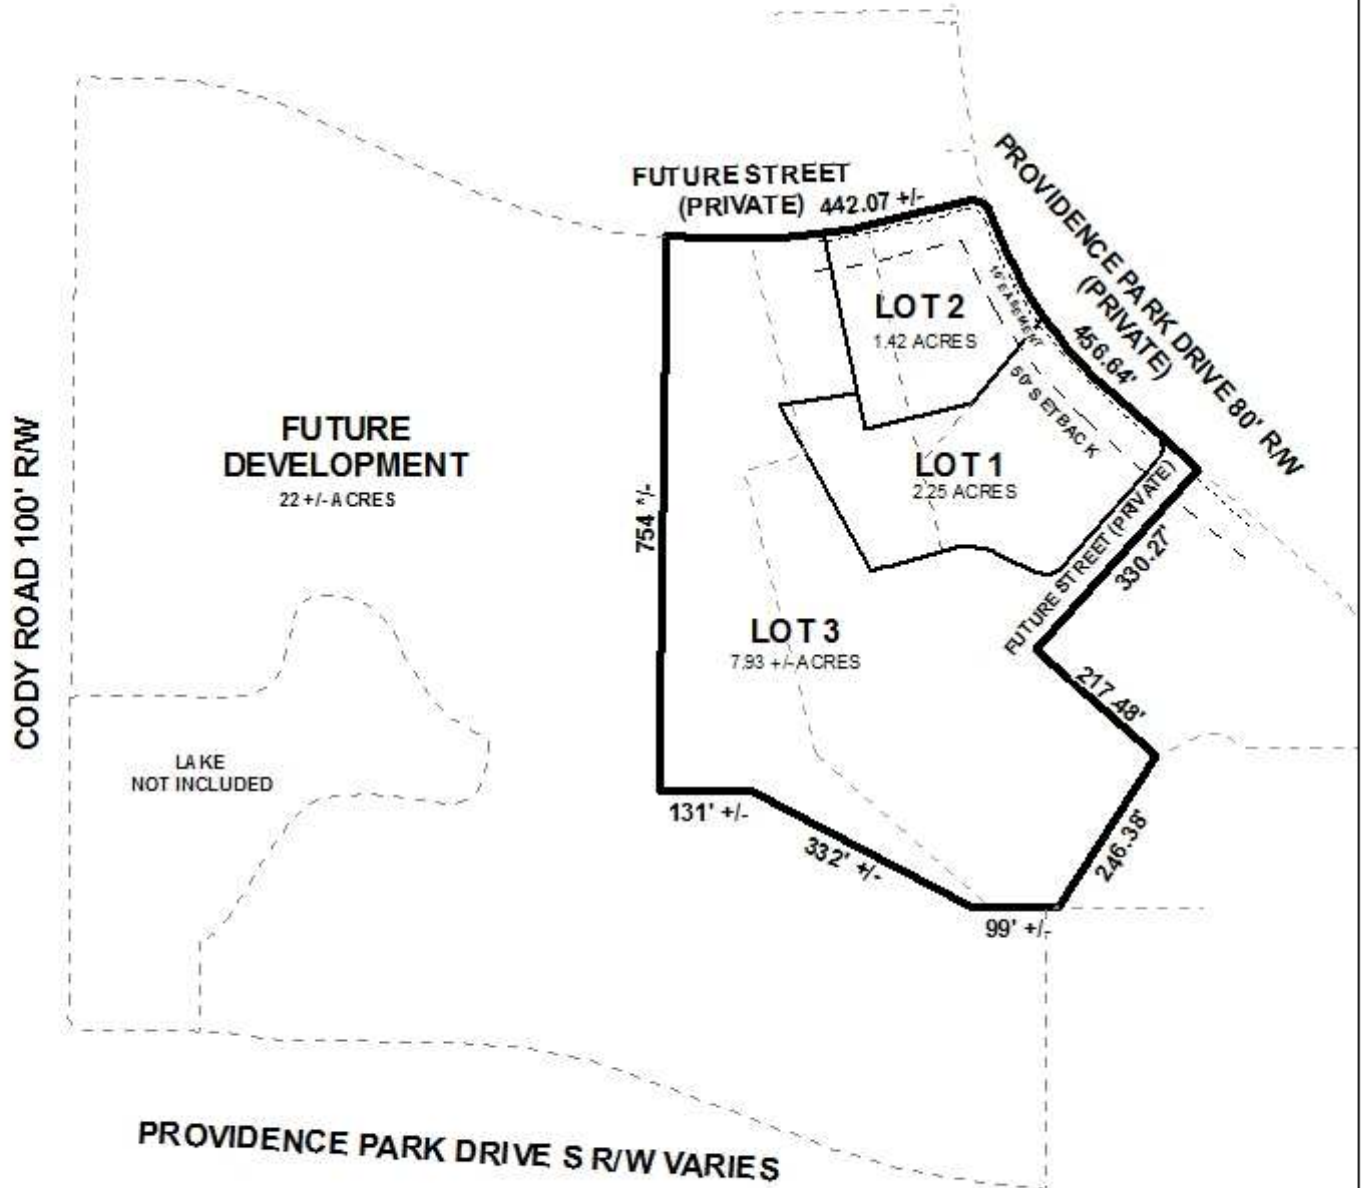 FUTURE STREET
(PRIVATE) 442.07 +/-
PROVIDENCE PARK DRIVE 80' R/W
(PRIVATE)
456.64'
10' EASEMENT
LOT 2
1.42 ACRES
50' SETBACK
FUTURE
DEVELOPMENT
22 +/- ACRES
LOT 1
2.25 ACRES
CODY ROAD 100' R/W
754 +/-
FUTURE STREET (PRIVATE)
330.27'
LOT 3
7.93 +/- ACRES
217.48'
LAKE
NOT INCLUDED
131' +/-
332' +/-
246.38'
99' +/-
PROVIDENCE PARK DRIVE S R/W VARIES